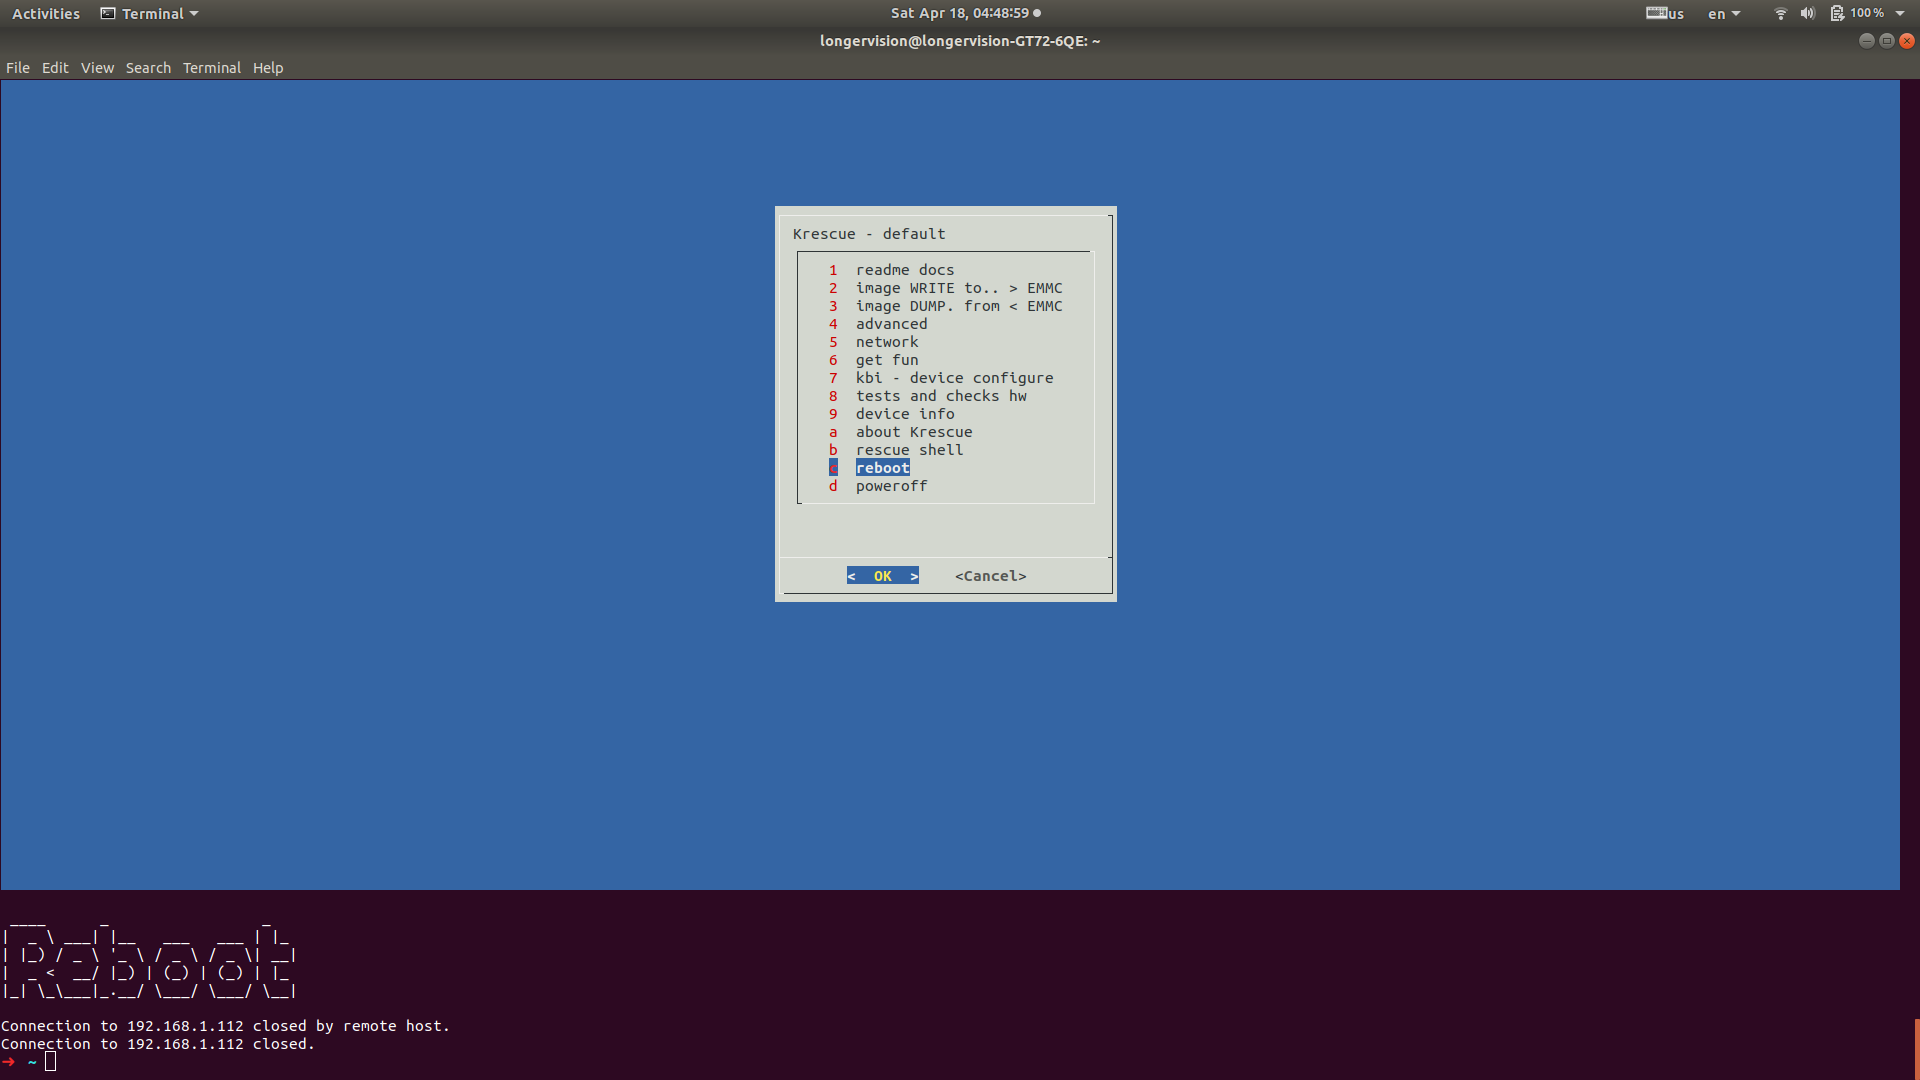 Activities Terminal Sat Apr 18, 04:48:59 us en 100%
longervision@longervision-GT72-6QE: ~
File Edit View Search Terminal Help
Krescue - default
1 readme docs
2 image WRITE to.. > EMMC
3 image DUMP. from < EMMC
4 advanced
5 network
6 get fun
7 kbi - device configure
8 tests and checks hw
9 device info
a about Krescue
b rescue shell
c reboot
d poweroff
< OK > <Cancel>
Reboot
Connection to 192.168.1.112 closed by remote host.
Connection to 192.168.1.112 closed.
➜ ~